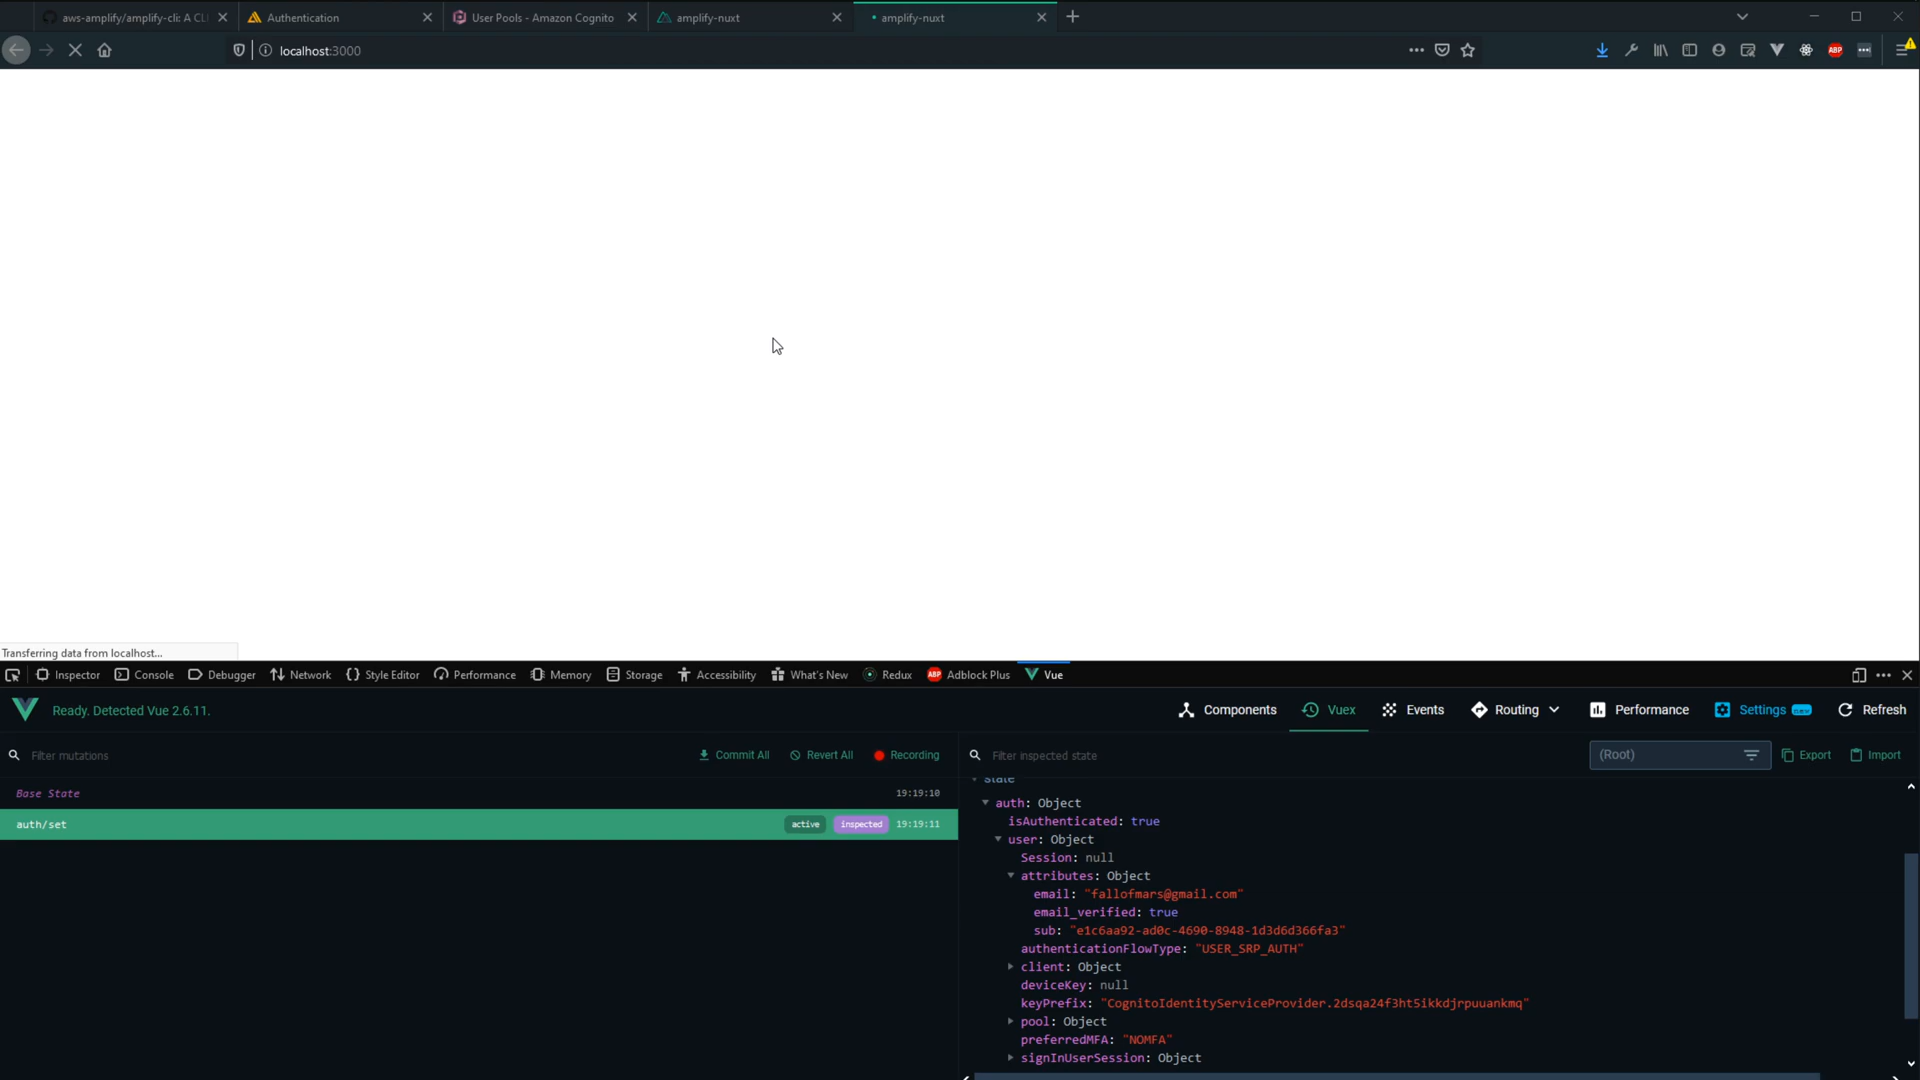 aws-amplify/amplify-cli: A CLI
Authentication
User Pools - Amazon Cognito
amplify-nuxt
amplify-nuxt
localhost:3000
ABP
Transferring data from localhost...
Inspector
Console
Debugger
Network
Style Editor
Performance
Memory
Storage
Accessibility
What's New
Redux
ABP
Adblock Plus
Vue
Ready. Detected Vue 2.6.11.
Components
Vuex
Events
Routing
Performance
Settings new
Refresh
Filter mutations
Commit All
Revert All
Recording
Filter inspected state
(Root)
Export
Import
Base State 19:19:10
auth/set active inspected 19:19:11
state
auth: Object
isAuthenticated: true
user: Object
Session: null
attributes: Object
email: "fallofmars@gmail.com"
email_verified: true
sub: "e1c6aa92-ad0c-4690-8948-1d3d6d366fa3"
authenticationFlowType: "USER_SRP_AUTH"
client: Object
deviceKey: null
keyPrefix: "CognitoIdentityServiceProvider.2dsqa24f3ht5ikkdjrpuuankmq"
pool: Object
preferredMFA: "NOMFA"
signInUserSession: Object